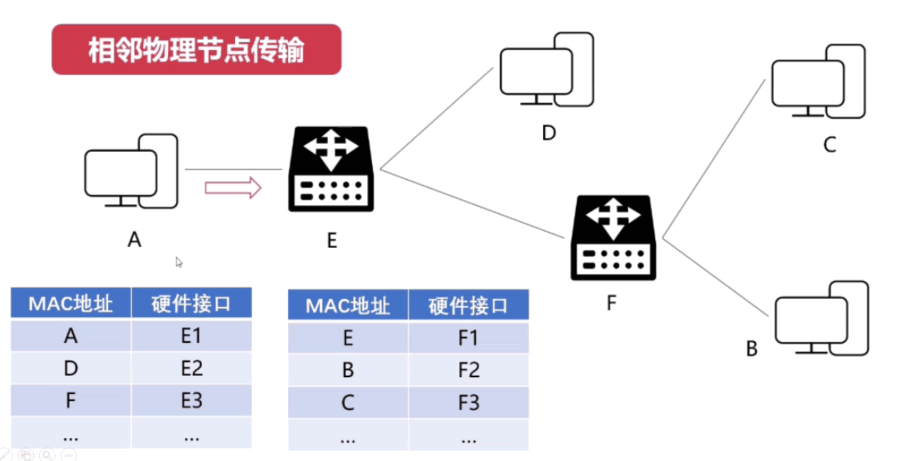 相邻物理节点传输
D
C
A
E
F
B
MAC地址 硬件接口
A E1
D E2
F E3
... ...
MAC地址 硬件接口
E F1
B F2
C F3
... ...